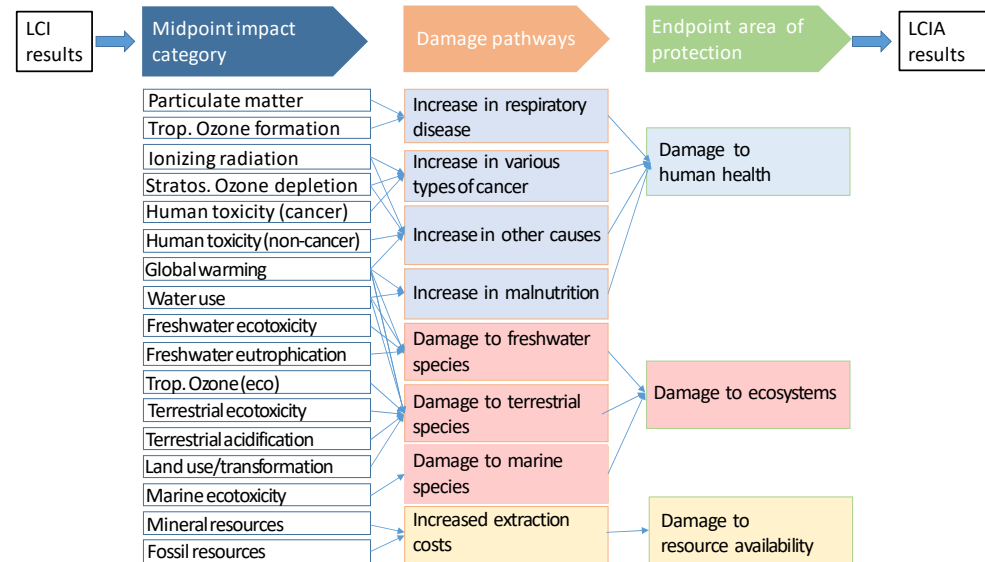 LCI
results
Midpoint impact
category
Damage pathways
Endpoint area of
protection
LCIA
results
Particulate matter
Trop. Ozone formation
Ionizing radiation
Stratos. Ozone depletion
Human toxicity (cancer)
Human toxicity (non-cancer)
Global warming
Water use
Freshwater ecotoxicity
Freshwater eutrophication
Trop. Ozone (eco)
Terrestrial ecotoxicity
Terrestrial acidification
Land use/transformation
Marine ecotoxicity
Mineral resources
Fossil resources
Increase in respiratory
disease
Increase in various
types of cancer
Increase in other causes
Increase in malnutrition
Damage to freshwater
species
Damage to terrestrial
species
Damage to marine
species
Increased extraction
costs
Damage to
human health
Damage to ecosystems
Damage to
resource availability